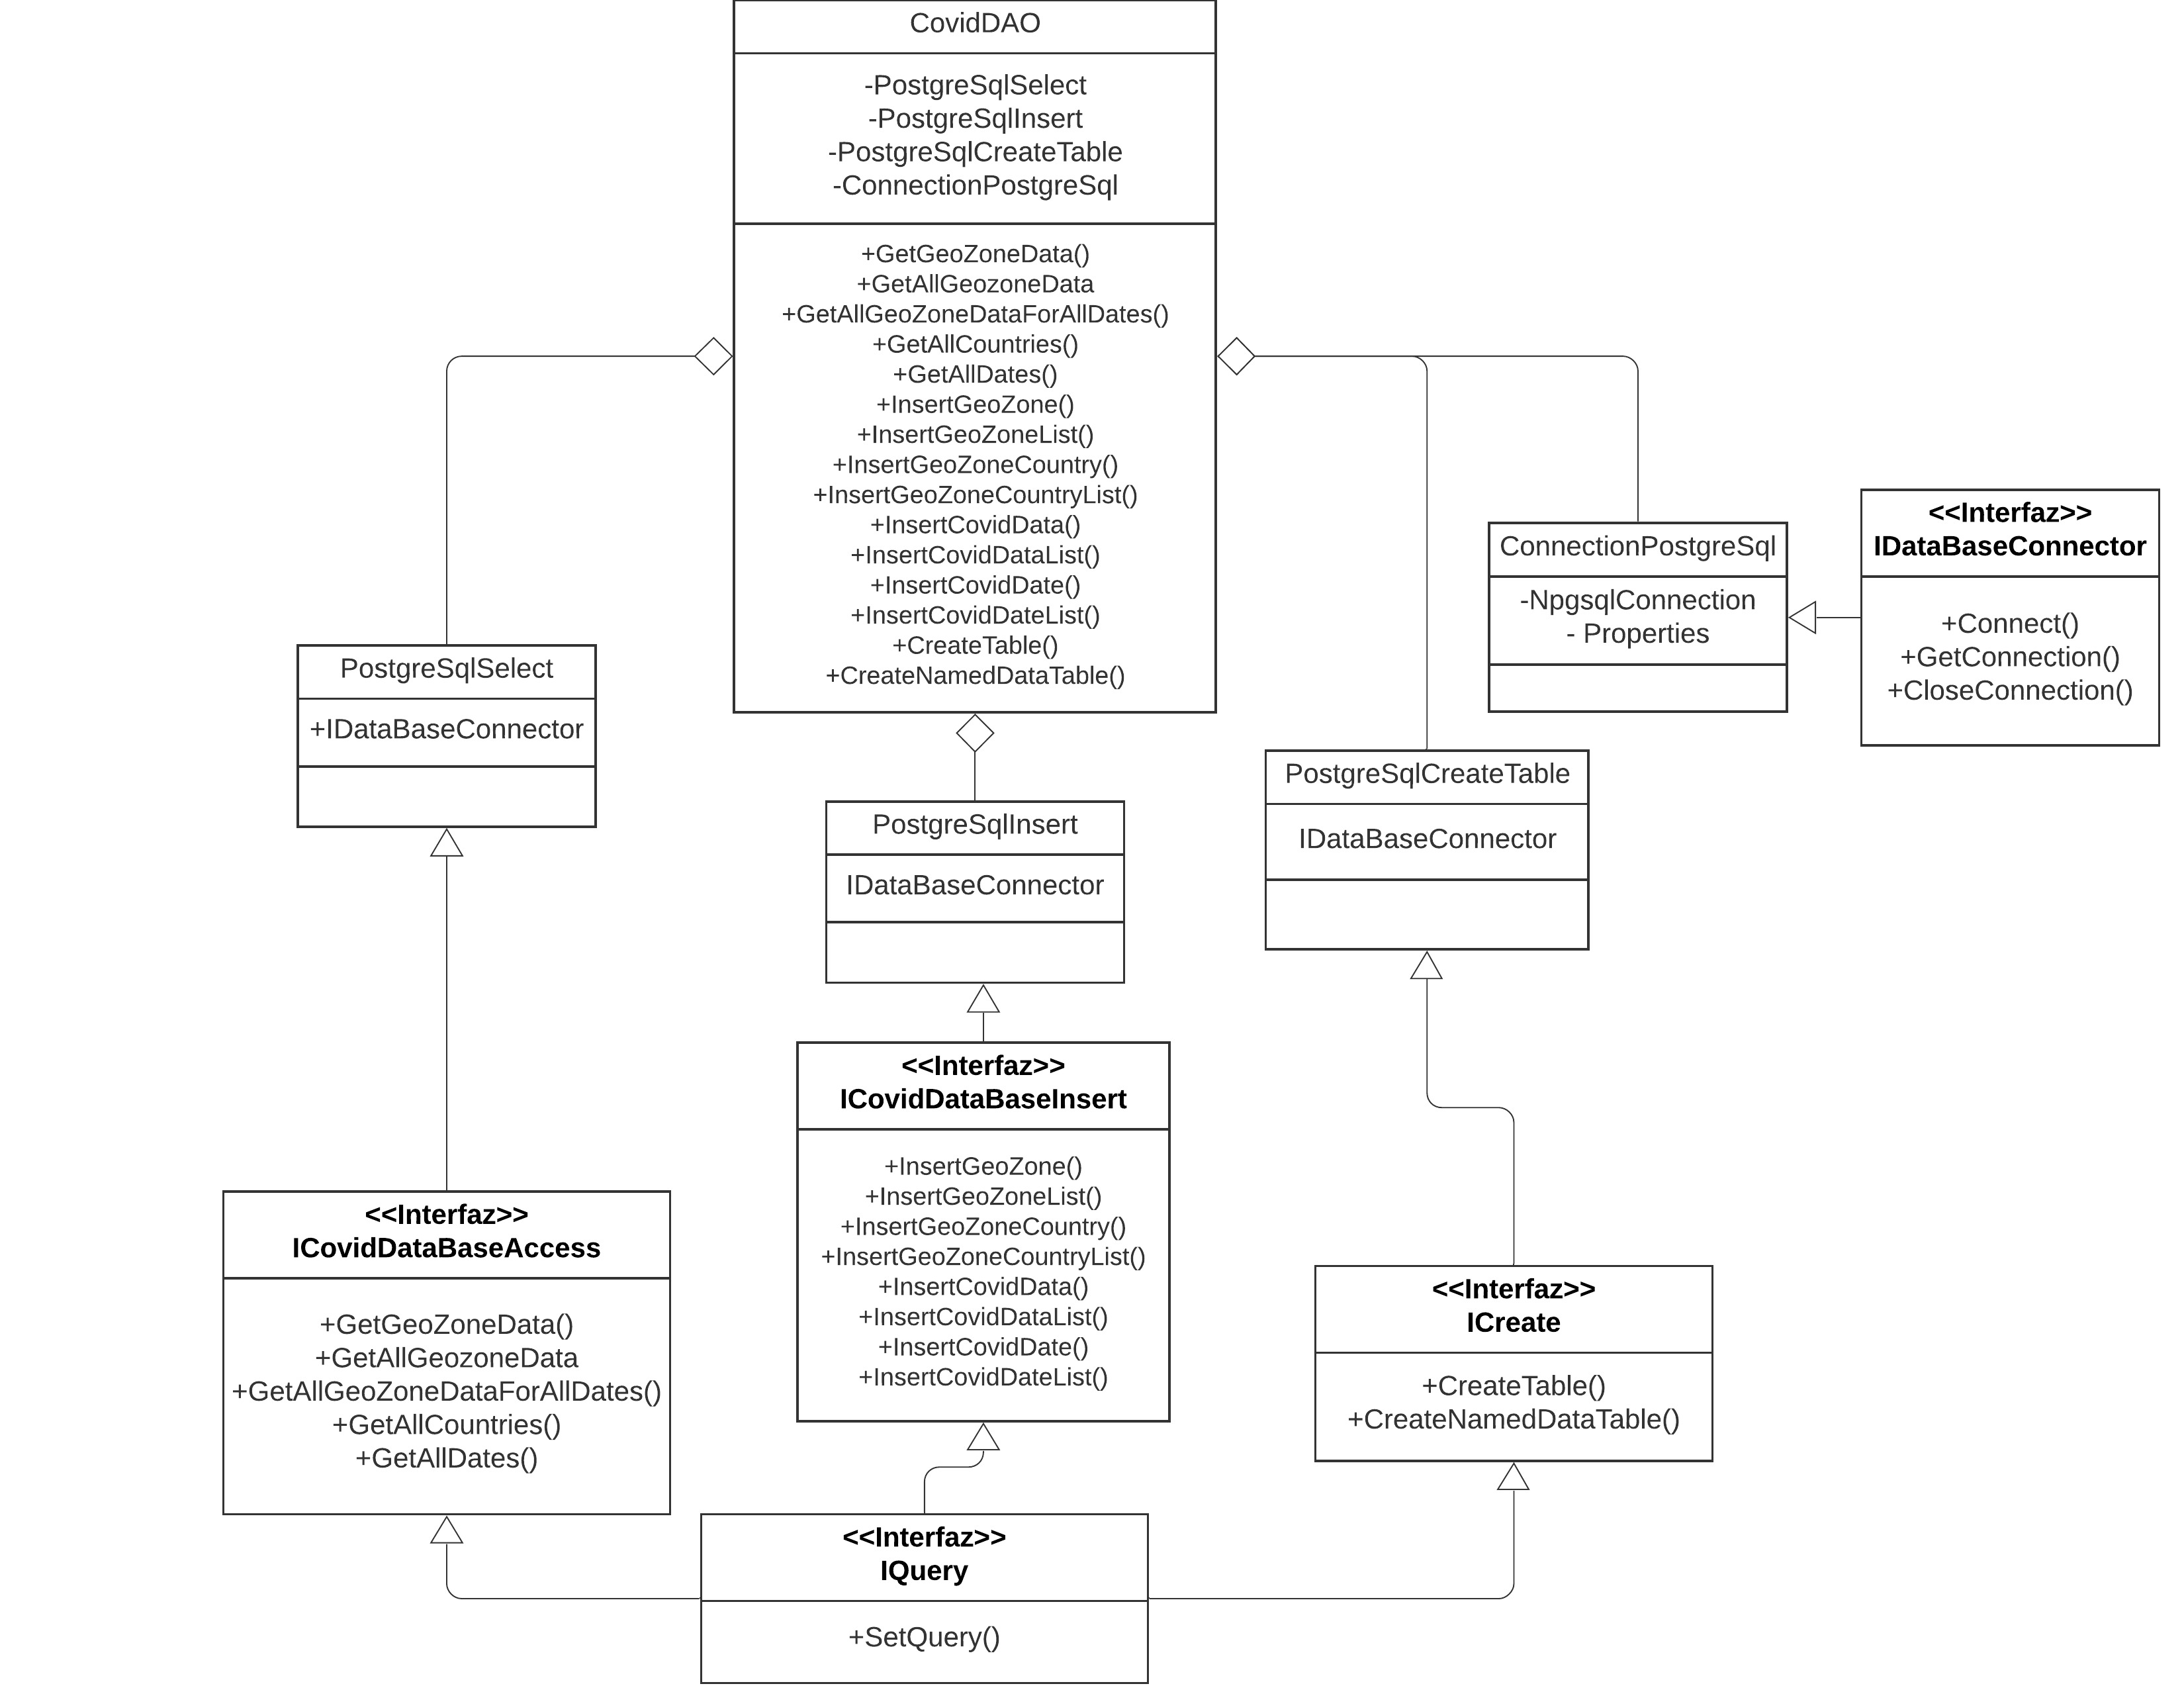 CovidDAO
-PostgreSqlSelect
-PostgreSqlInsert
-PostgreSqlCreateTable
-ConnectionPostgreSql
+GetGeoZoneData()
+GetAllGeozoneData
+GetAllGeoZoneDataForAllDates()
+GetAllCountries()
+GetAllDates()
+InsertGeoZone()
+InsertGeoZoneList()
+InsertGeoZoneCountry()
+InsertGeoZoneCountryList()
+InsertCovidData()
+InsertCovidDataList()
+InsertCovidDate()
+InsertCovidDateList()
+CreateTable()
+CreateNamedDataTable()
<<Interfaz>>
IDataBaseConnector
+Connect()
+GetConnection()
+CloseConnection()
ConnectionPostgreSql
-NpgsqlConnection
- Properties
PostgreSqlSelect
+IDataBaseConnector
PostgreSqlInsert
IDataBaseConnector
PostgreSqlCreateTable
IDataBaseConnector
<<Interfaz>>
ICovidDataBaseInsert
+InsertGeoZone()
+InsertGeoZoneList()
+InsertGeoZoneCountry()
+InsertGeoZoneCountryList()
+InsertCovidData()
+InsertCovidDataList()
+InsertCovidDate()
+InsertCovidDateList()
<<Interfaz>>
ICovidDataBaseAccess
+GetGeoZoneData()
+GetAllGeozoneData
+GetAllGeoZoneDataForAllDates()
+GetAllCountries()
+GetAllDates()
<<Interfaz>>
ICreate
+CreateTable()
+CreateNamedDataTable()
<<Interfaz>>
IQuery
+SetQuery()